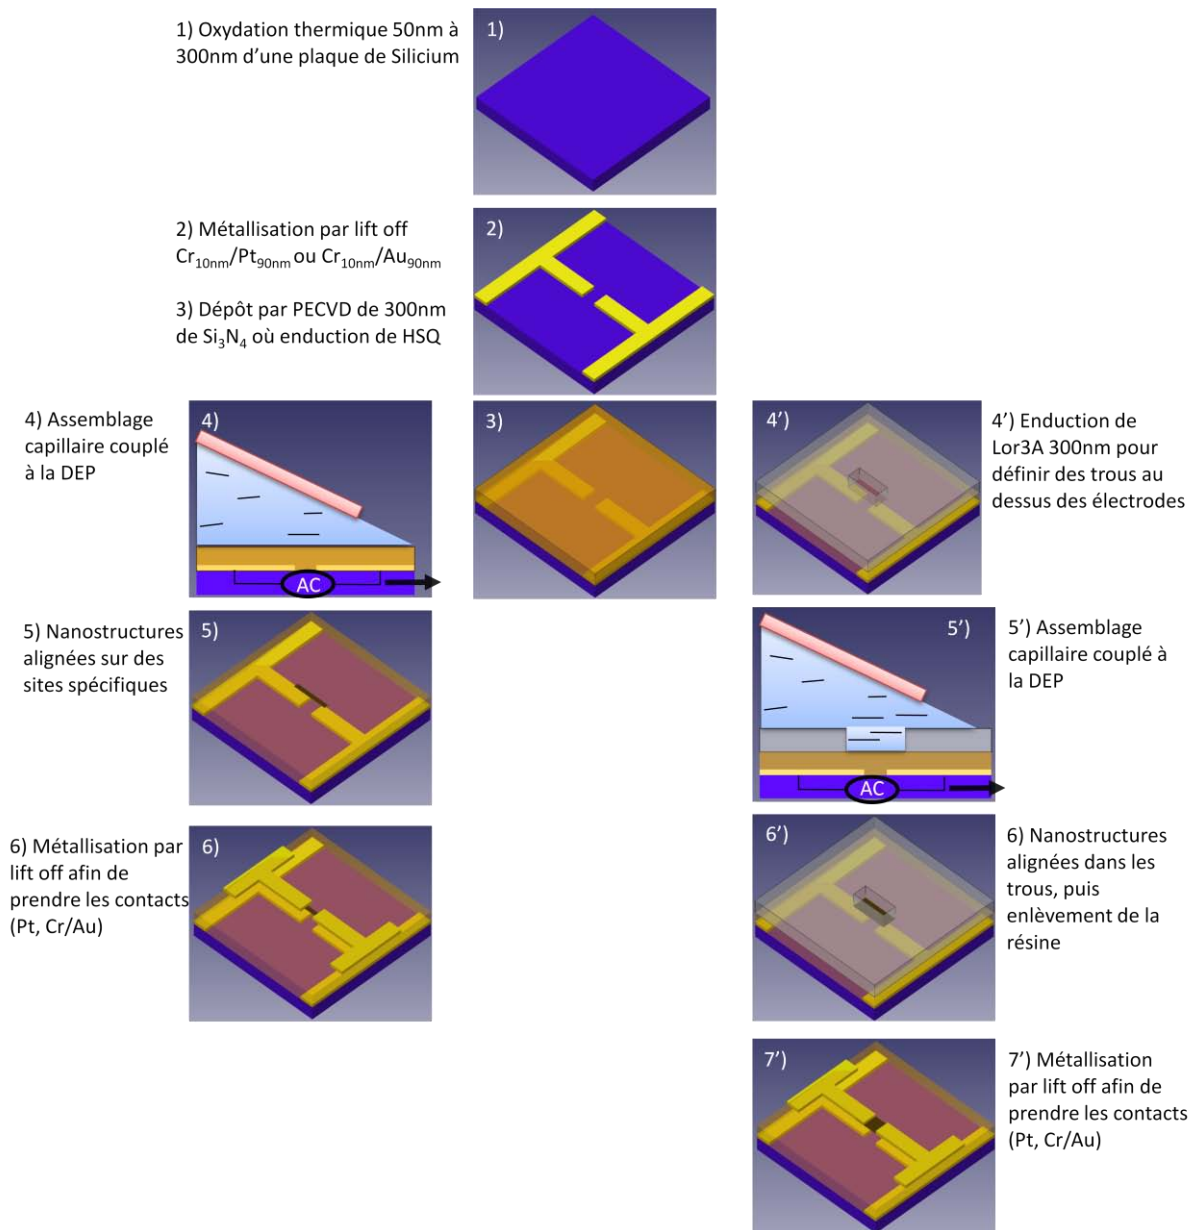 1) Oxydation thermique 50nm à
300nm d’une plaque de Silicium
1)
2) Métallisation par lift off
Cr10nm/Pt90nm ou Cr10nm/Au90nm
2)
3) Dépôt par PECVD de 300nm
de Si3N4 où enduction de HSQ
4) Assemblage
capillaire couplé
à la DEP
4)
AC
3)
4’)
4’) Enduction de
Lor3A 300nm pour
définir des trous au
dessus des électrodes
5) Nanostructures
alignées sur des
sites spécifiques
5)
5’)
AC
5’) Assemblage
capillaire couplé à
la DEP
6) Métallisation par
lift off afin de
prendre les contacts
(Pt, Cr/Au)
6)
6’)
6) Nanostructures
alignées dans les
trous, puis
enlèvement de la
résine
7’)
7’) Métallisation
par lift off afin de
prendre les contacts
(Pt, Cr/Au)